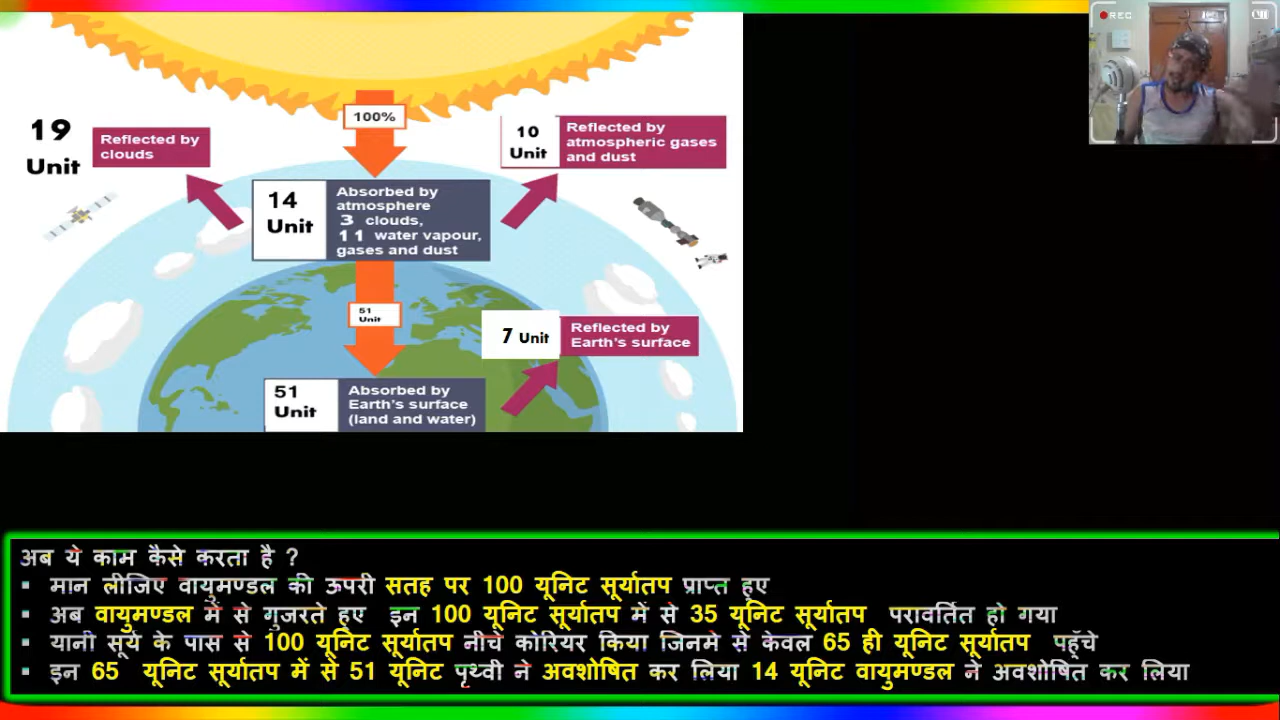 REC
100%
19
Unit
Reflected by
clouds
10
Unit
Reflected by
atmospheric gases
and dust
14
Unit
Absorbed by
atmosphere
3 clouds,
11 water vapour,
gases and dust
51
Unit
7 Unit
Reflected by
Earth's surface
51
Unit
Absorbed by
Earth's surface
(land and water)
अब ये काम कैसे करता है ?
▪ मान लीजिए वायुमण्डल की ऊपरी सतह पर 100 यूनिट सूर्यातप प्राप्त हुए
▪ अब वायुमण्डल में से गुजरते हुए इन 100 यूनिट सूर्यातप में से 35 यूनिट सूर्यातप परावर्तित हो गया
▪ यानी सूर्य के पास से 100 यूनिट सूर्यातप नीचे कोरियर किया जिनमे से केवल 65 ही यूनिट सूर्यातप पहूँचे
▪ इन 65 यूनिट सूर्यातप में से 51 यूनिट पृथ्वी ने अवशोषित कर लिया 14 यूनिट वायुमण्डल ने अवशोषित कर लिया